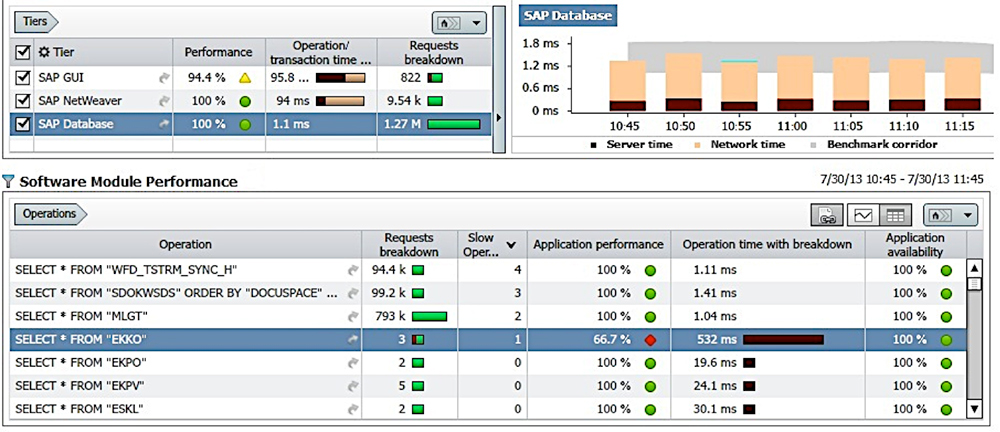 Tiers
Tier Performance Operation/ transaction time ... Requests breakdown
SAP GUI 94.4 % 95.8 ... 822
SAP NetWeaver 100 % 94 ms 9.54 k
SAP Database 100 % 1.1 ms 1.27 M
SAP Database
1.8 ms
1.2 ms
0.6 ms
0 ms
10:45 10:50 10:55 11:00 11:05 11:10 11:15
Server time Network time Benchmark corridor
Software Module Performance 7/30/13 10:45 - 7/30/13 11:45
Operations
Operation Requests breakdown Slow Oper... Application performance Operation time with breakdown Application availability
SELECT * FROM "WFD_TSTRM_SYNC_H" 94.4 k 4 100 % 1.11 ms 100 %
SELECT * FROM "SDOKWSDS" ORDER BY "DOCUSPACE" ... 99.2 k 3 100 % 1.41 ms 100 %
SELECT * FROM "MLGT" 793 k 2 100 % 1.04 ms 100 %
SELECT * FROM "EKKO" 3 1 66.7 % 532 ms 100 %
SELECT * FROM "EKPO" 2 0 100 % 19.6 ms 100 %
SELECT * FROM "EKPV" 5 0 100 % 24.1 ms 100 %
SELECT * FROM "ESKL" 2 0 100 % 30.1 ms 100 %